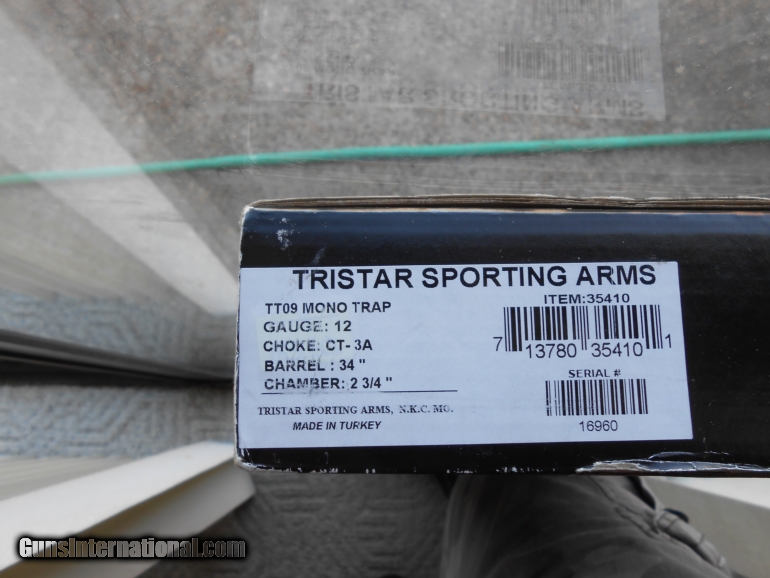 TRISTAR SPORTING ARMS
TT09 MONO TRAP
GAUGE: 12
CHOKE: CT- 3A
BARREL : 34 "
CHAMBER: 2 3/4 "
TRISTAR SPORTING ARMS, N.K.C. MO.
MADE IN TURKEY
ITEM:35410
7 13780 35410 1
SERIAL #
16960
GunsInternational.com